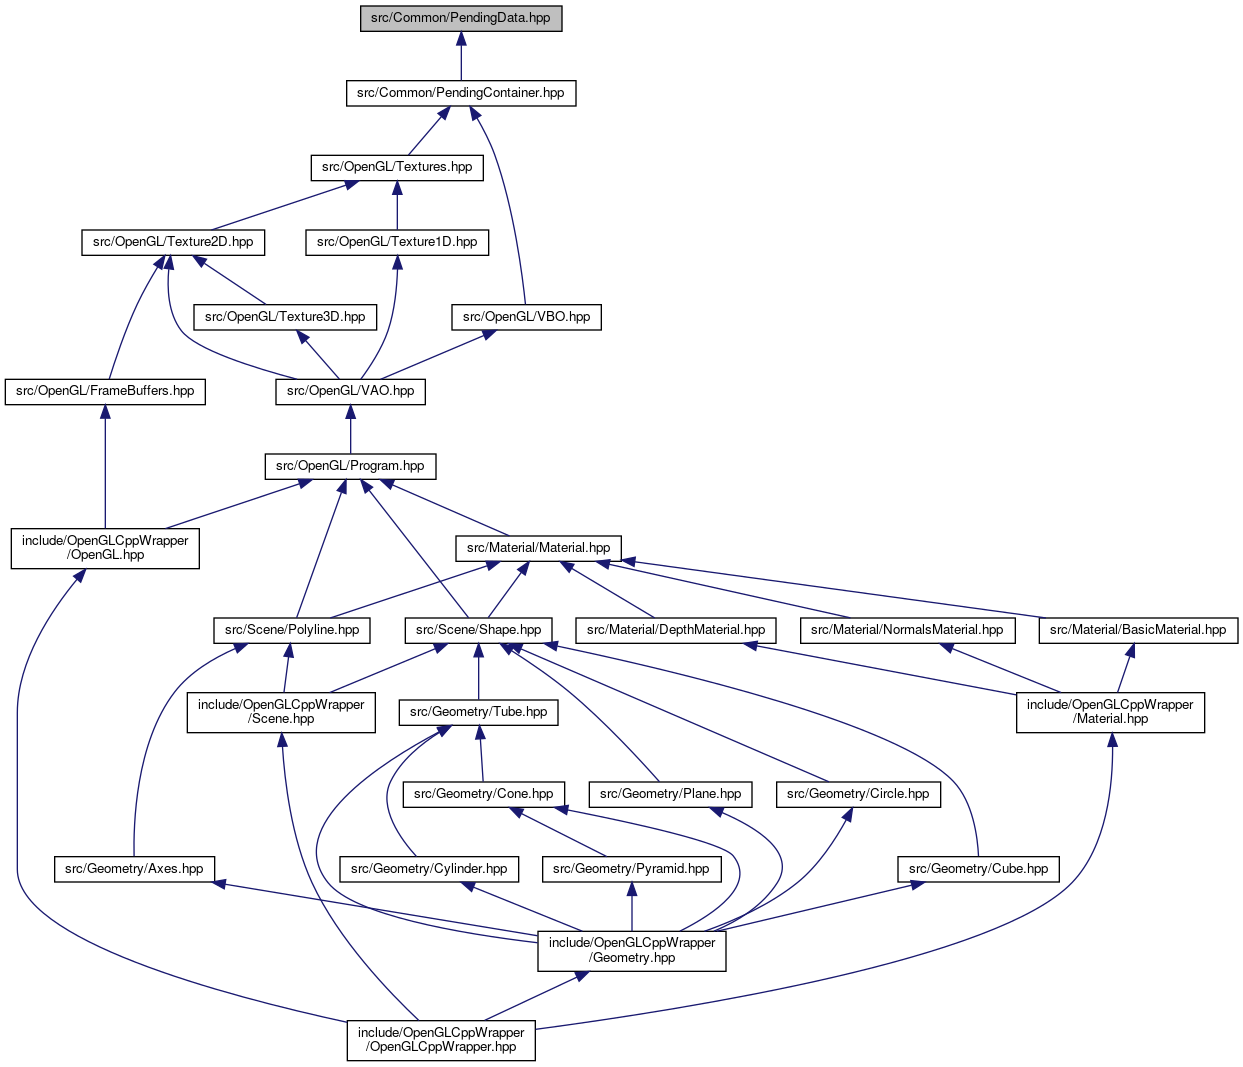 src/Common/PendingData.hpp
src/Common/PendingContainer.hpp
src/OpenGL/Textures.hpp
src/OpenGL/Texture2D.hpp
src/OpenGL/Texture1D.hpp
src/OpenGL/Texture3D.hpp
src/OpenGL/VBO.hpp
src/OpenGL/FrameBuffers.hpp
src/OpenGL/VAO.hpp
src/OpenGL/Program.hpp
include/OpenGLCppWrapper
/OpenGL.hpp
src/Material/Material.hpp
src/Scene/Polyline.hpp
src/Scene/Shape.hpp
src/Material/DepthMaterial.hpp
src/Material/NormalsMaterial.hpp
src/Material/BasicMaterial.hpp
include/OpenGLCppWrapper
/Scene.hpp
src/Geometry/Tube.hpp
include/OpenGLCppWrapper
/Material.hpp
src/Geometry/Cone.hpp
src/Geometry/Plane.hpp
src/Geometry/Circle.hpp
src/Geometry/Axes.hpp
src/Geometry/Cylinder.hpp
src/Geometry/Pyramid.hpp
src/Geometry/Cube.hpp
include/OpenGLCppWrapper
/Geometry.hpp
include/OpenGLCppWrapper
/OpenGLCppWrapper.hpp